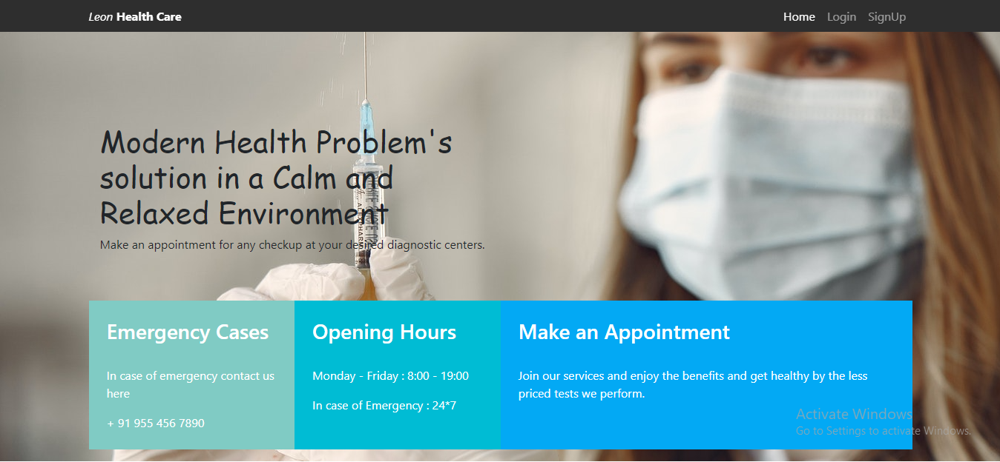 Leon Health Care
Home Login SignUp
Modern Health Problem's
solution in a Calm and
Relaxed Environment
Make an appointment for any checkup at your desired diagnostic centers.
Emergency Cases
In case of emergency contact us
here
+ 91 955 456 7890
Opening Hours
Monday - Friday : 8:00 - 19:00
In case of Emergency : 24*7
Make an Appointment
Join our services and enjoy the benefits and get healthy by the less
priced tests we perform.
Activate Windows
Go to Settings to activate Windows.